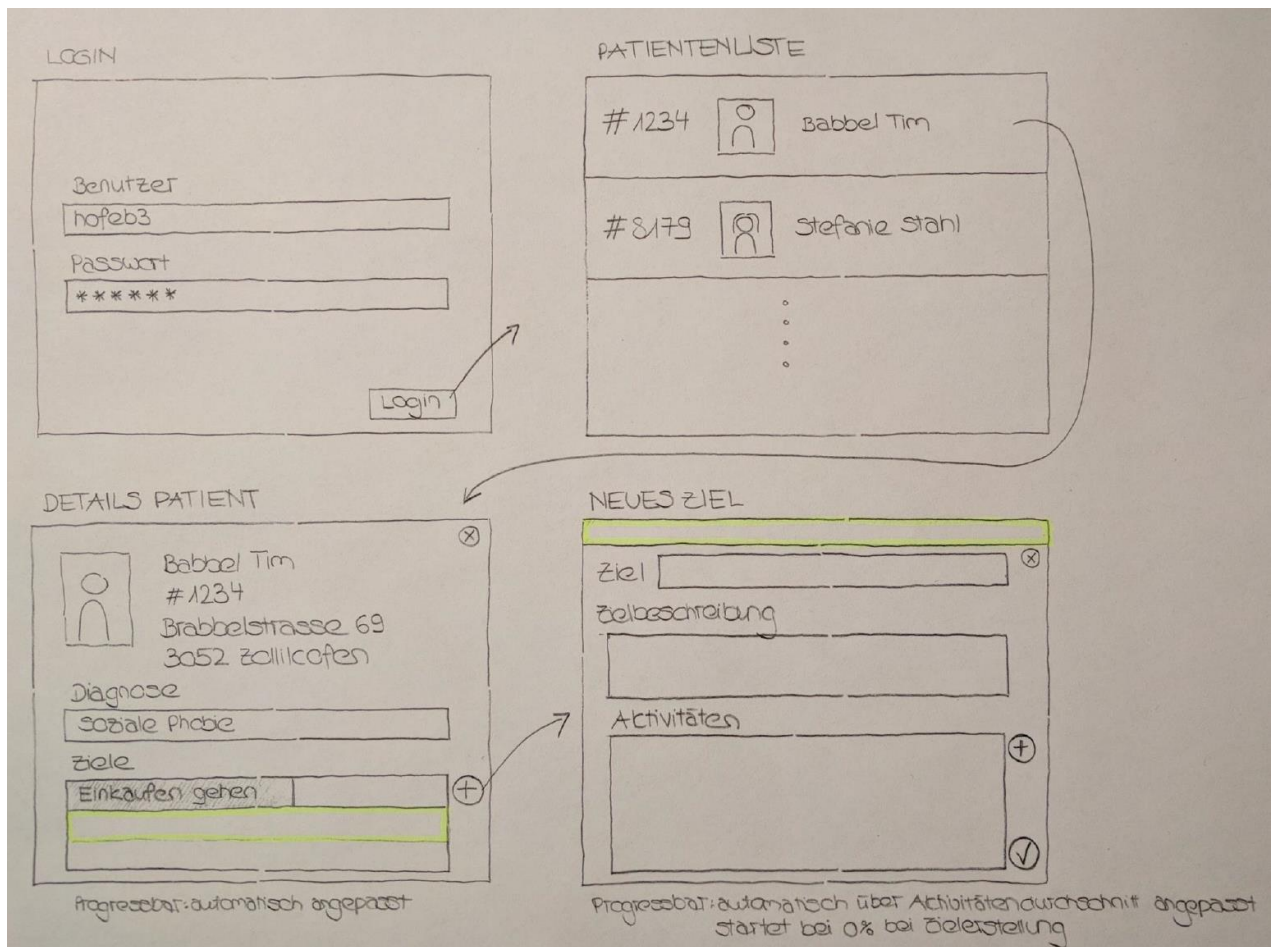 LOGIN
Benutzer
hofeb3
Passwort
******
Login
PATIENTENLISTE
#1234 Babbel Tim
#8179 Stefanie Stahl
DETAILS PATIENT
Babbel Tim
#1234
Brabbelstrasse 69
3052 Zollikofen
Diagnose
Soziale Phobie
Ziele
Einkaufen gehen
Progressbar: automatisch angepasst
NEUES ZIEL
Ziel
Zielbeschreibung
Aktivitäten
Progressbar: automatisch über Aktivitätendurchschnitt angepasst
startet bei 0% bei Zielerstellung